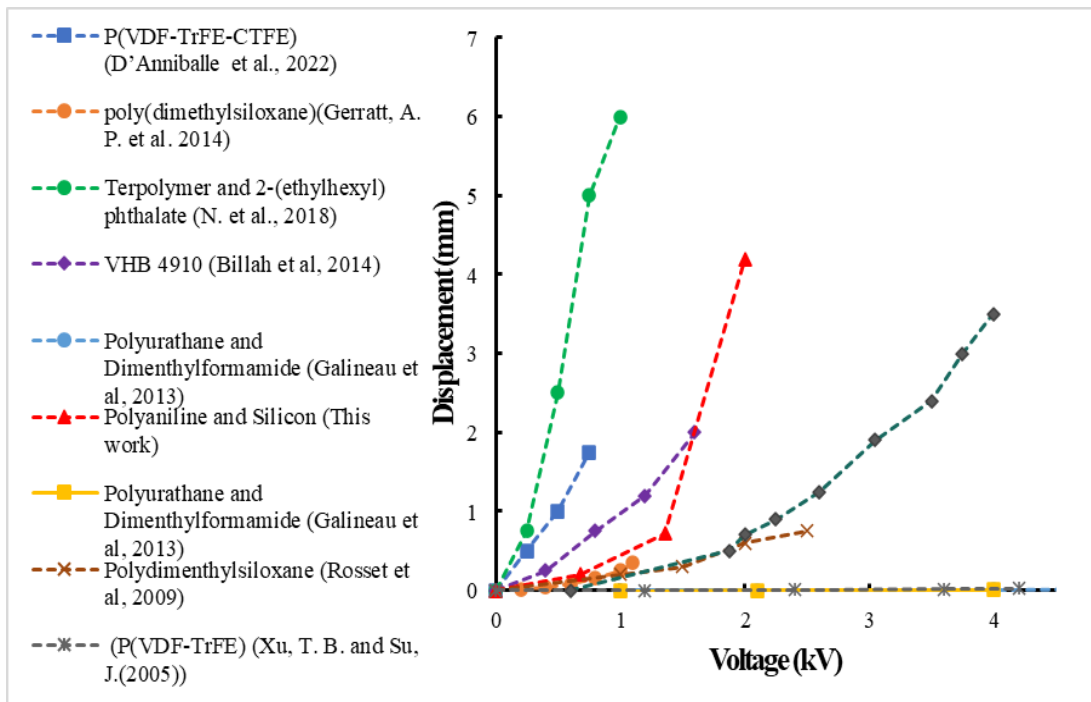 P(VDF-TrFE-CTFE)
(D’Anniballe et al., 2022)
poly(dimethylsiloxane)(Gerratt, A.
P. et al. 2014)
Terpolymer and 2-(ethylhexyl)
phthalate (N. et al., 2018)
VHB 4910 (Billah et al, 2014)
Polyurathane and
Dimenthylformamide (Galineau et
al, 2013)
Polyaniline and Silicon (This
work)
Polyurathane and
Dimenthylformamide (Galineau et
al, 2013)
Polydimenthylsiloxane (Rosset et
al, 2009)
(P(VDF-TrFE) (Xu, T. B. and Su,
J.(2005))
Displacement (mm)
7
6
5
4
3
2
1
0
0 1 2 3 4
Voltage (kV)